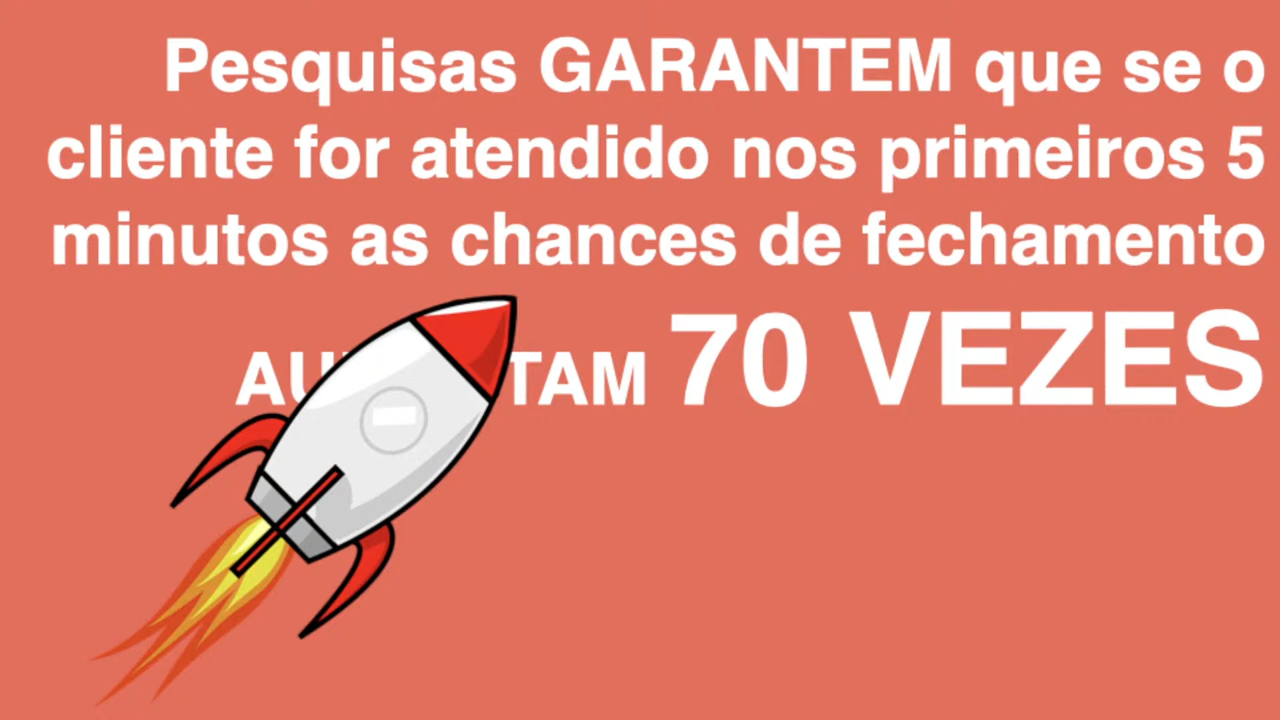 Pesquisas GARANTEM que se o
cliente for atendido nos primeiros 5
minutos as chances de fechamento
70 VEZES